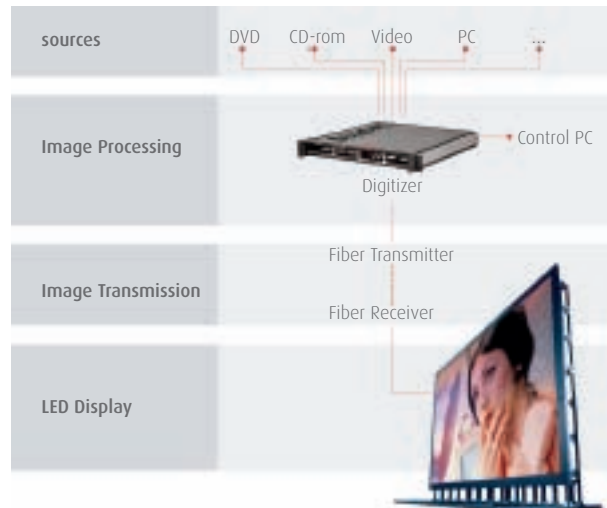 sources
DVD CD-rom Video PC ...
Image Processing
Control PC
Digitizer
Fiber Transmitter
Image Transmission
Fiber Receiver
LED Display